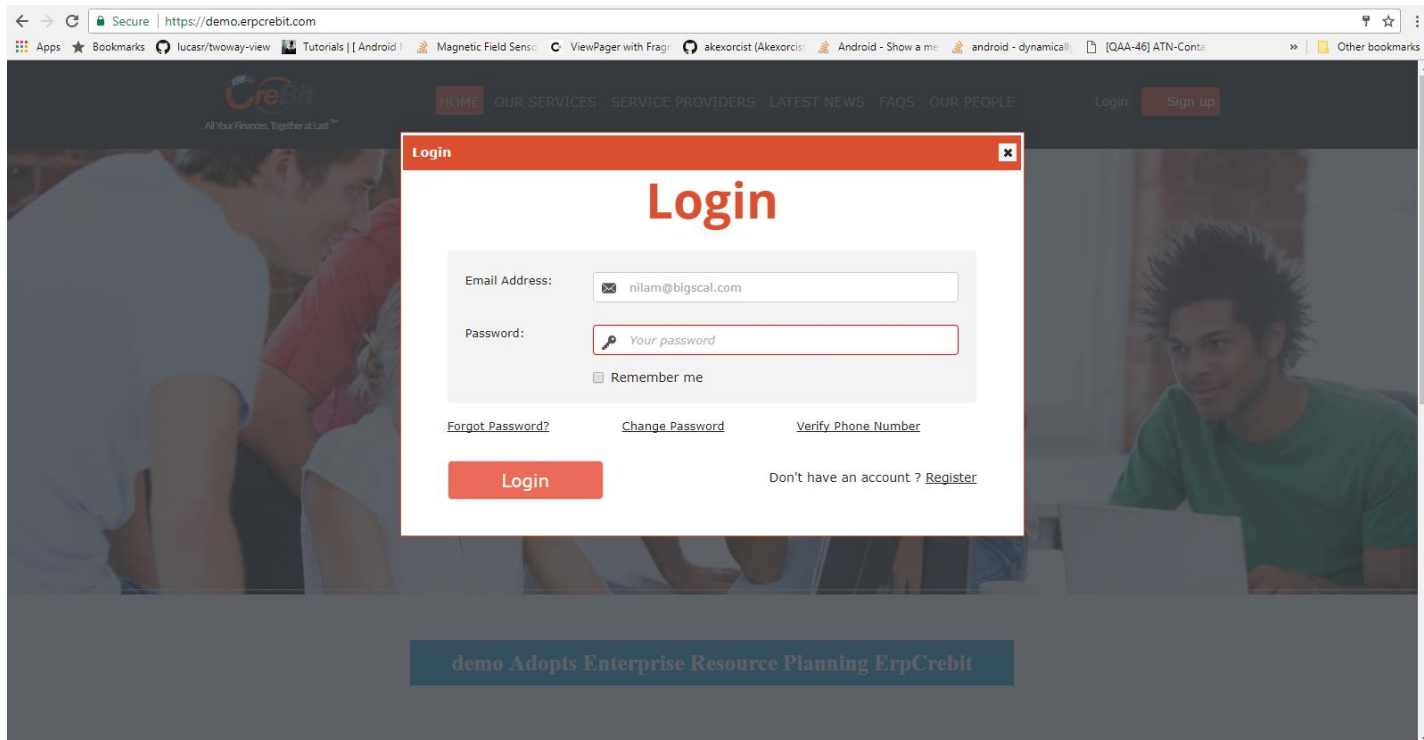 Secure | https://demo.erpcrebit.com
Apps Bookmarks lucasr/twoway-view Tutorials | [ Android Magnetic Field Senso ViewPager with Fragr akexorcist (Akexorcis Android - Show a me android - dynamically [QAA-46] ATN-Conta » Other bookmarks
CreBit
All Your Finances, Together at Last ™
HOME OUR SERVICES SERVICE PROVIDERS LATEST NEWS FAQS OUR PEOPLE Login Sign up
Login
Login
Email Address: nilam@bigscal.com
Password: Your password
Remember me
Forgot Password? Change Password Verify Phone Number
Login Don't have an account ? Register
demo Adopts Enterprise Resource Planning ErpCrebit